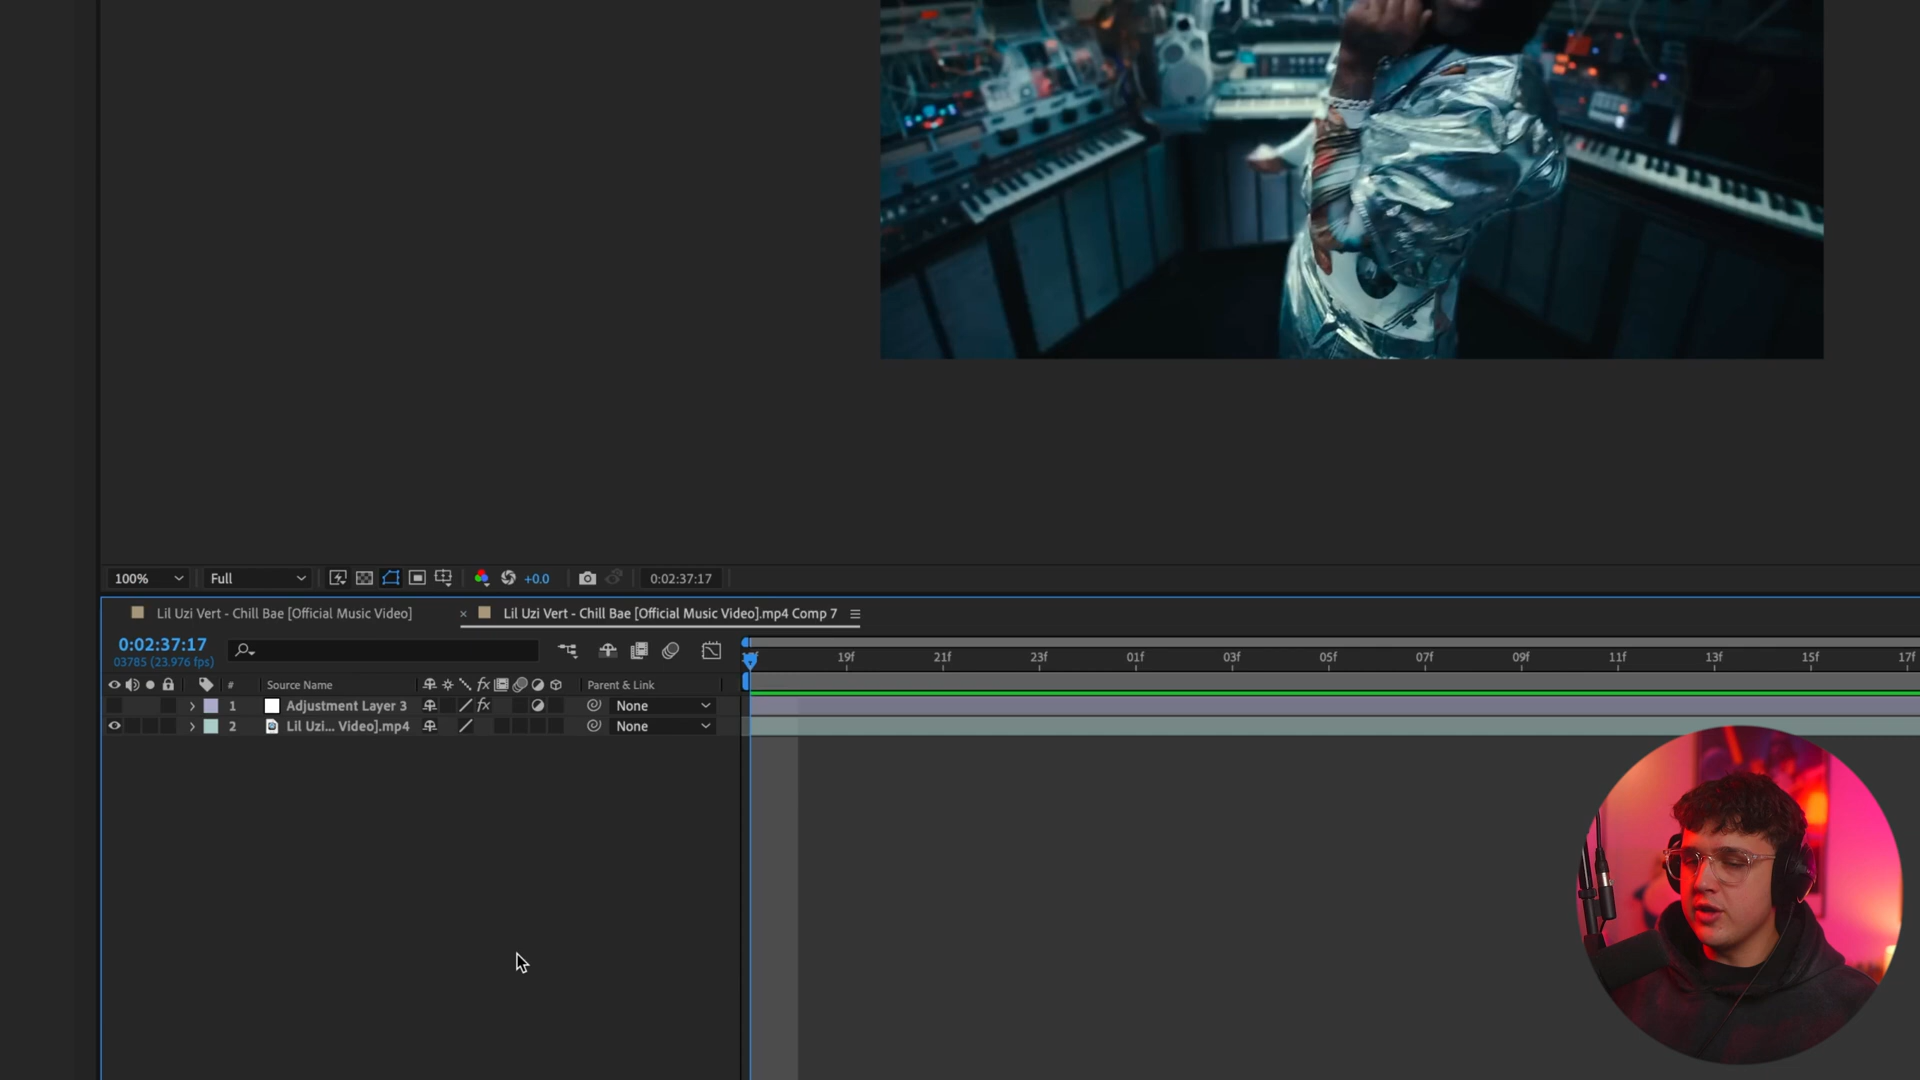 100% Full +0.0 0:02:37:17
Lil Uzi Vert - Chill Bae [Official Music Video] × Lil Uzi Vert - Chill Bae [Official Music Video].mp4 Comp 7
0:02:37:17
03785 (23.976 fps)
19f 21f 23f 01f 03f 05f 07f 09f 11f 13f 15f 17f
# Source Name fx Parent & Link
1 Adjustment Layer 3 fx None
2 Lil Uzi... Video].mp4 None